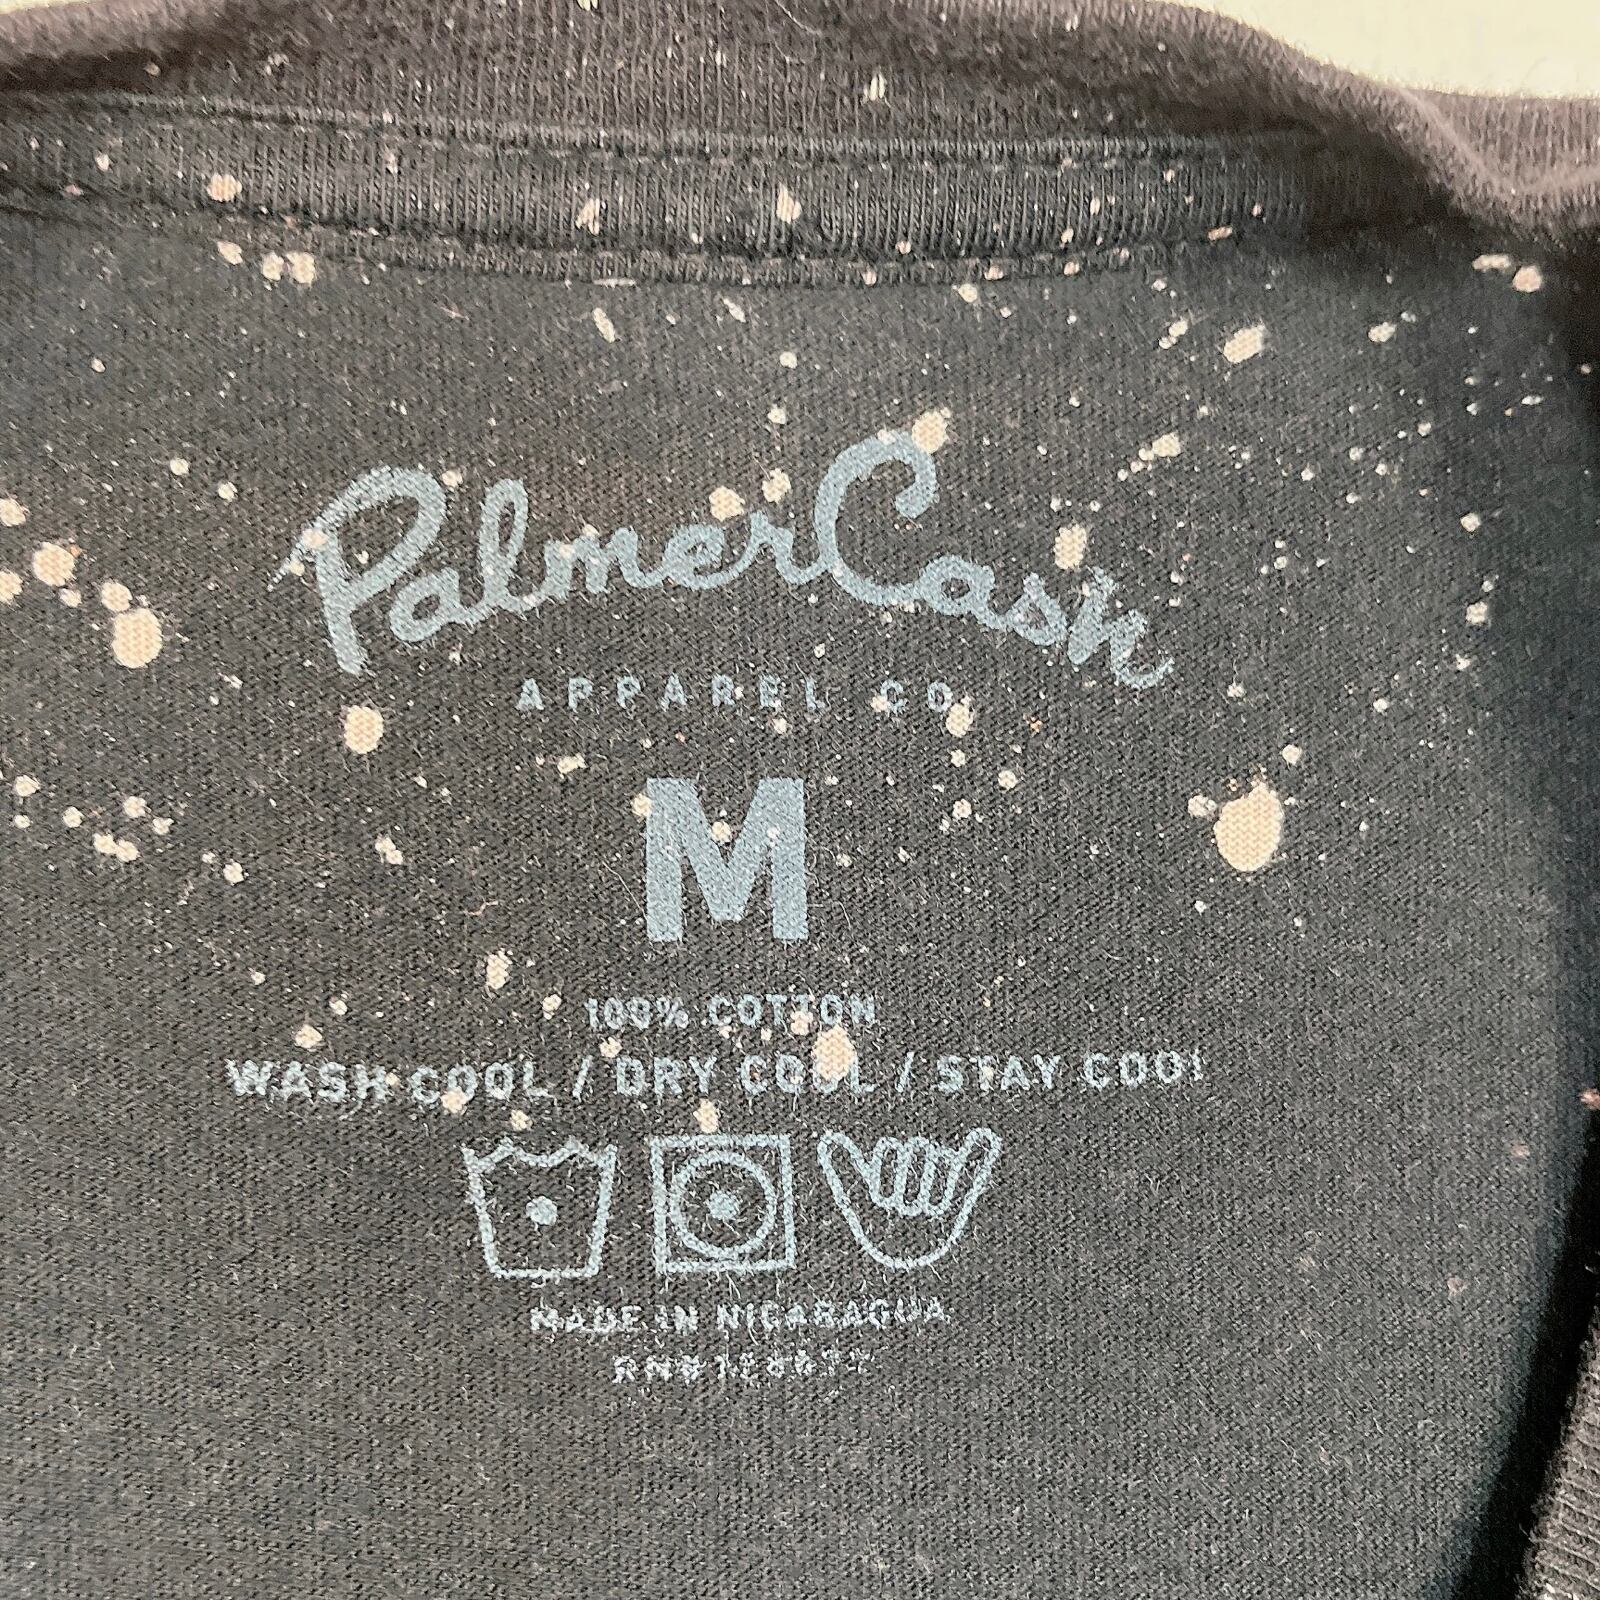 PalmerCash
APPAREL CO.
M
100% COTTON
WASH COOL / DRY COOL / STAY COOL
MADE IN NICARAGUA